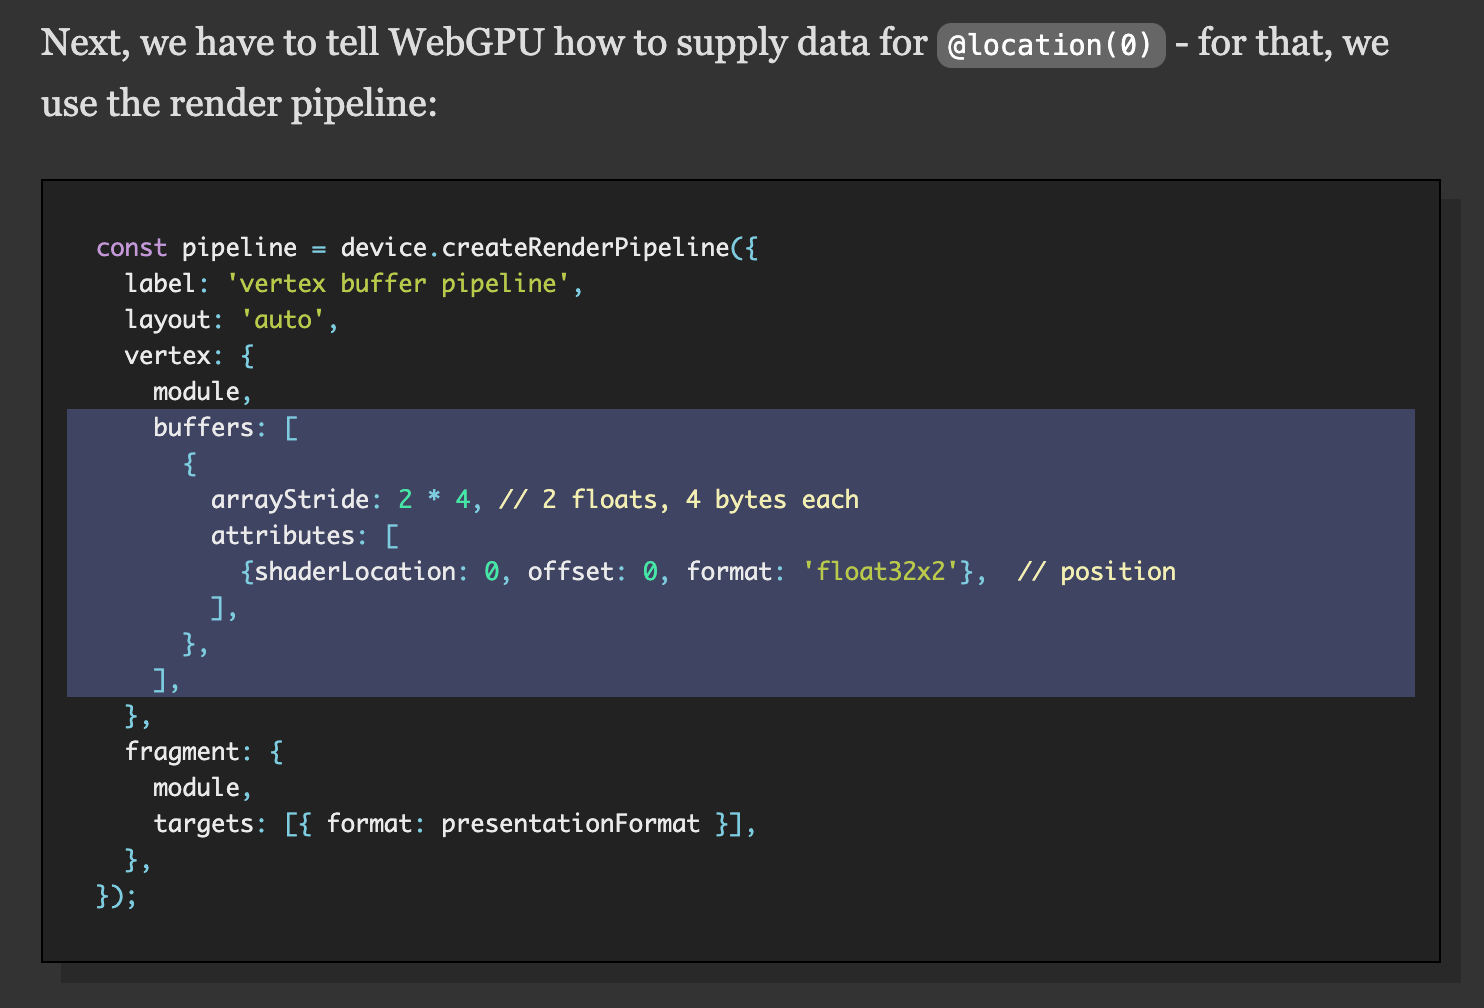 Next, we have to tell WebGPU how to supply data for @location(0) - for that, we
use the render pipeline:
const pipeline = device.createRenderPipeline({
  label: 'vertex buffer pipeline',
  layout: 'auto',
  vertex: {
    module,
    buffers: [
      {
        arrayStride: 2 * 4, // 2 floats, 4 bytes each
        attributes: [
          {shaderLocation: 0, offset: 0, format: 'float32x2'},  // position
        ],
      },
    ],
  },
  fragment: {
    module,
    targets: [{ format: presentationFormat }],
  },
});